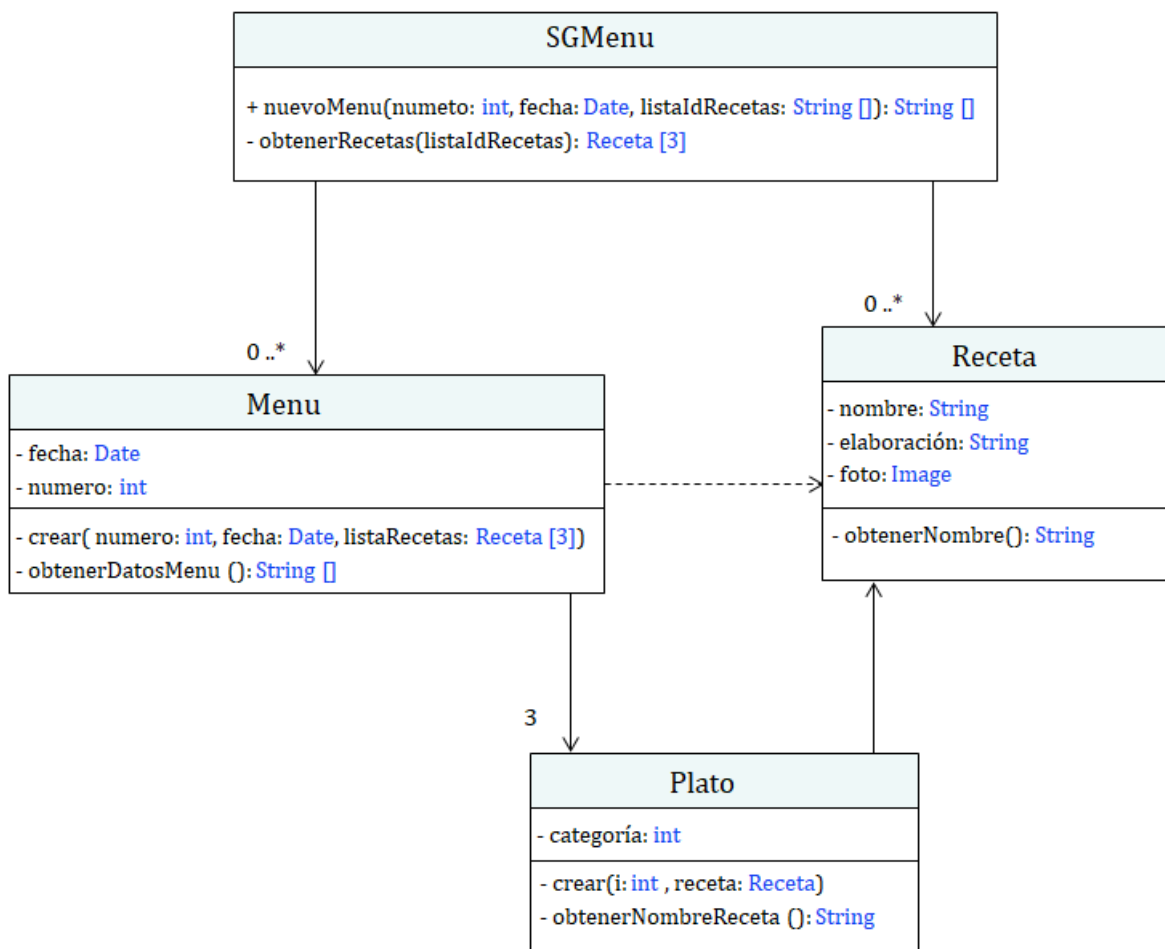 SGMenu
+ nuevoMenu(numeto: int, fecha: Date, listaIdRecetas: String []): String []
- obtenerRecetas(listaIdRecetas): Receta [3]
0 ..*
0 ..*
Menu
- fecha: Date
- numero: int
- crear( numero: int, fecha: Date, listaRecetas: Receta [3])
- obtenerDatosMenu (): String []
Receta
- nombre: String
- elaboración: String
- foto: Image
- obtenerNombre(): String
3
Plato
- categoría: int
- crear(i: int , receta: Receta)
- obtenerNombreReceta (): String